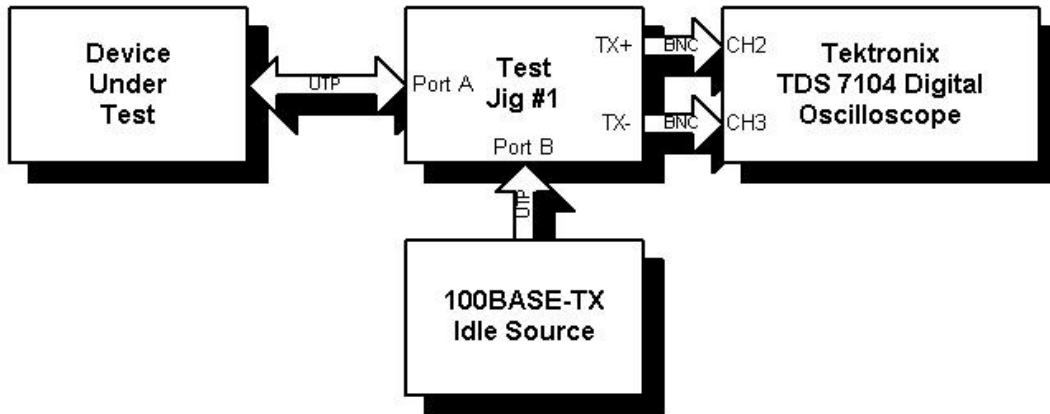 Device
Under
Test
UTP
Port A
Test
Jig #1
TX+
TX-
Port B
BNC
BNC
CH2
CH3
Tektronix
TDS 7104 Digital
Oscilloscope
UTP
100BASE-TX
Idle Source